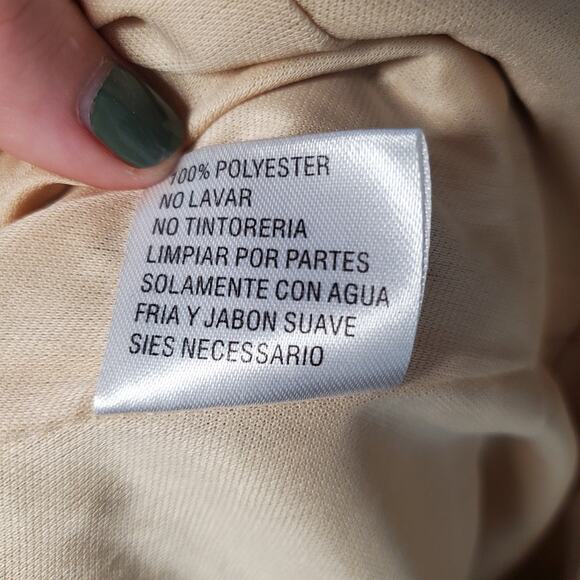 100% POLYESTER
NO LAVAR
NO TINTORERIA
LIMPIAR POR PARTES
SOLAMENTE CON AGUA
FRIA Y JABON SUAVE
SIES NECESSARIO